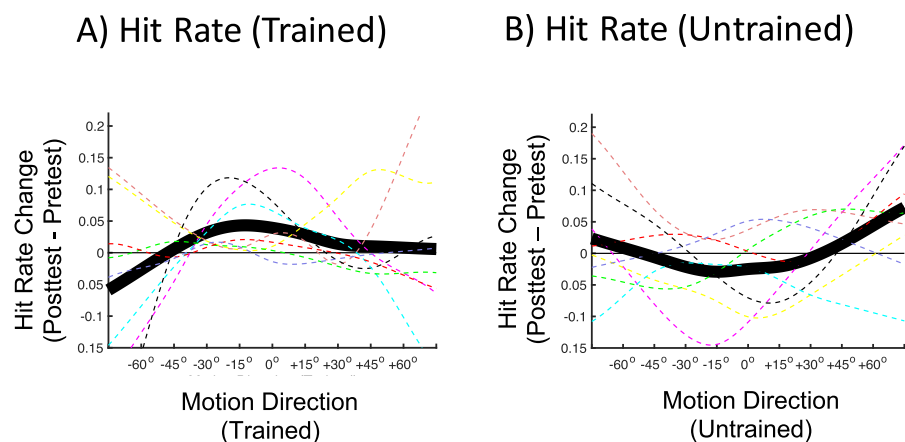 A) Hit Rate (Trained)
B) Hit Rate (Untrained)
Hit Rate Change
(Posttest - Pretest)
0.2
0.15
0.1
0.05
0
0.05
-0.1
0.15
-60° -45° -30° -15° 0° +15° +30° +45° +60°
Motion Direction
(Trained)
Hit Rate Change
(Posttest – Pretest)
0.2
0.15
0.1
0.05
0
0.05
-0.1
0.15
-60° -45° -30° -15° 0° +15° +30° +45° +60°
Motion Direction
(Untrained)